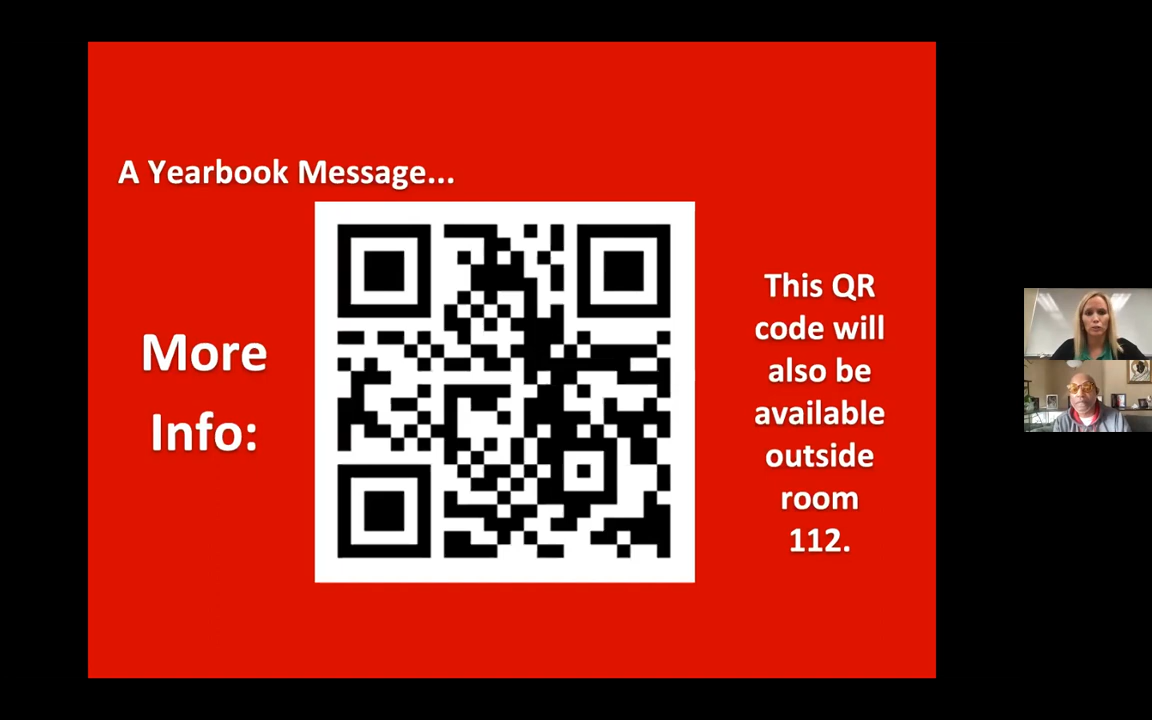 A Yearbook Message...
More
Info:
This QR
code will
also be
available
outside
room
112.